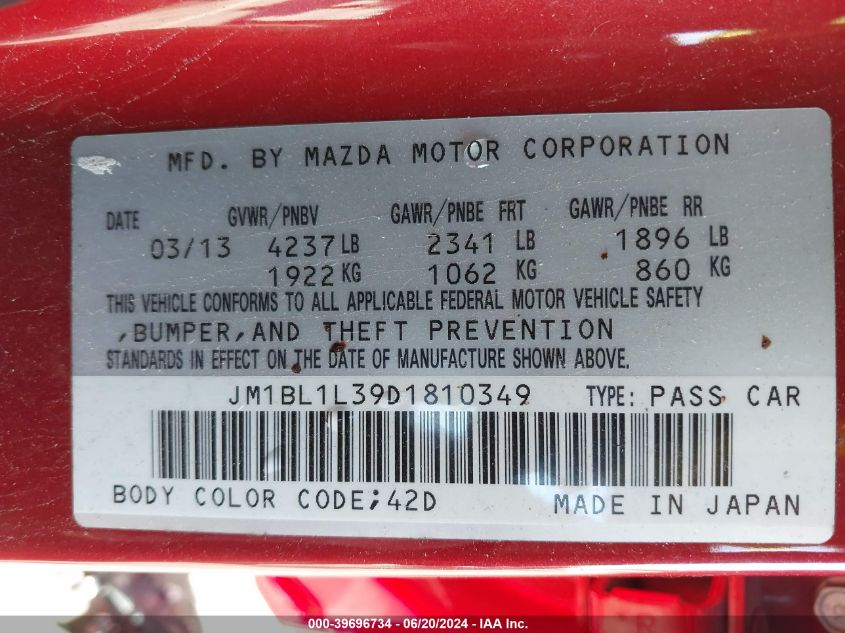 MFD. BY MAZDA MOTOR CORPORATION
DATE GVWR/PNBV GAWR/PNBE FRT GAWR/PNBE RR
03/13 4237 LB 2341 LB 1896 LB
1922 KG 1062 KG 860 KG
THIS VEHICLE CONFORMS TO ALL APPLICABLE FEDERAL MOTOR VEHICLE SAFETY
,BUMPER,AND THEFT PREVENTION
STANDARDS IN EFFECT ON THE DATE OF MANUFACTURE SHOWN ABOVE.
JM1BL1L39D1810349 TYPE: PASS CAR
BODY COLOR CODE;42D MADE IN JAPAN
000-39696734 - 06/20/2024 - IAA Inc.